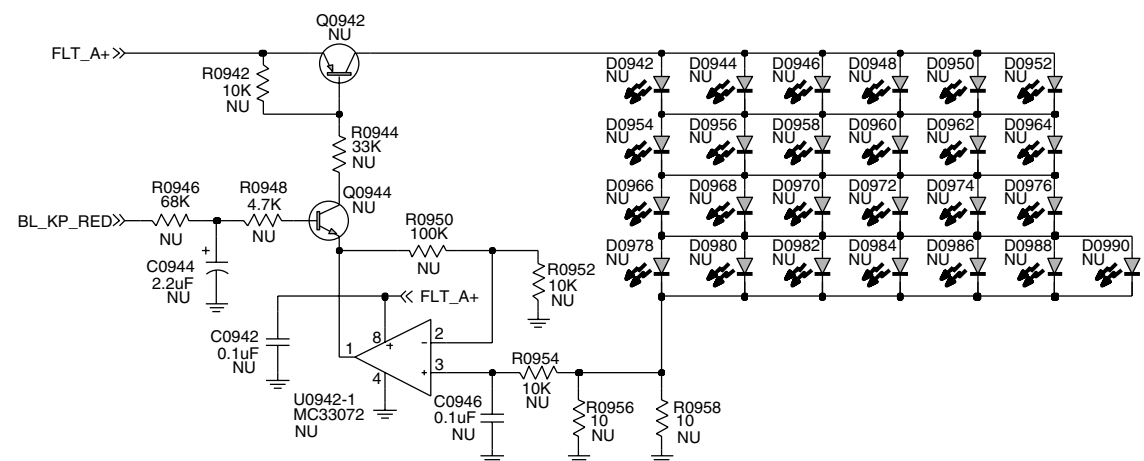 Q0942
NU
FLT_A+
R0942
10K
NU
D0942
NU
D0944
NU
D0946
NU
D0948
NU
D0950
NU
D0952
NU
R0944
33K
NU
D0954
NU
D0956
NU
D0958
NU
D0960
NU
D0962
NU
D0964
NU
BL_KP_RED
R0946
68K
NU
R0948
4.7K
NU
Q0944
NU
D0966
NU
D0968
NU
D0970
NU
D0972
NU
D0974
NU
D0976
NU
R0950
100K
NU
D0978
NU
D0980
NU
D0982
NU
D0984
NU
D0986
NU
D0988
NU
D0990
NU
+
C0944
2.2uF
NU
R0952
10K
NU
FLT_A+
C0942
0.1uF
NU
8
+
1
2
-
3
+
4
U0942-1
MC33072
NU
R0954
10K
NU
C0946
0.1uF
NU
R0956
10
NU
R0958
10
NU